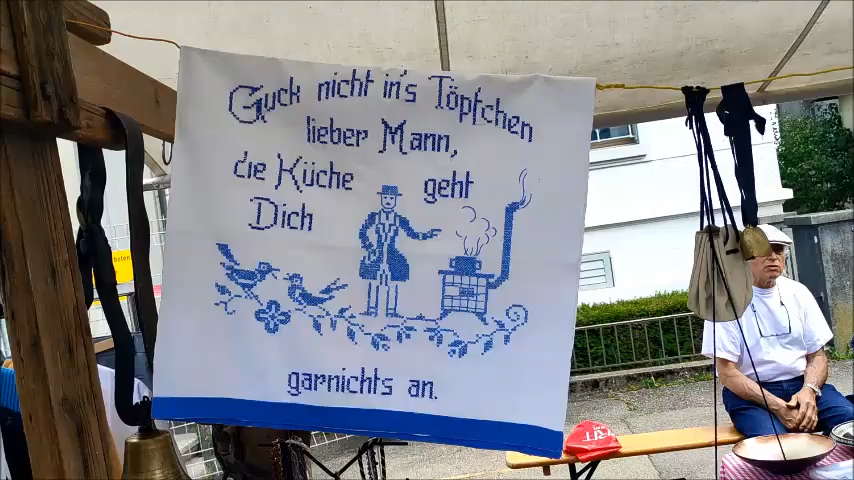 Guck nicht in's Töpfchen
lieber Mann,
die Küche geht
Dich
garnichts an.